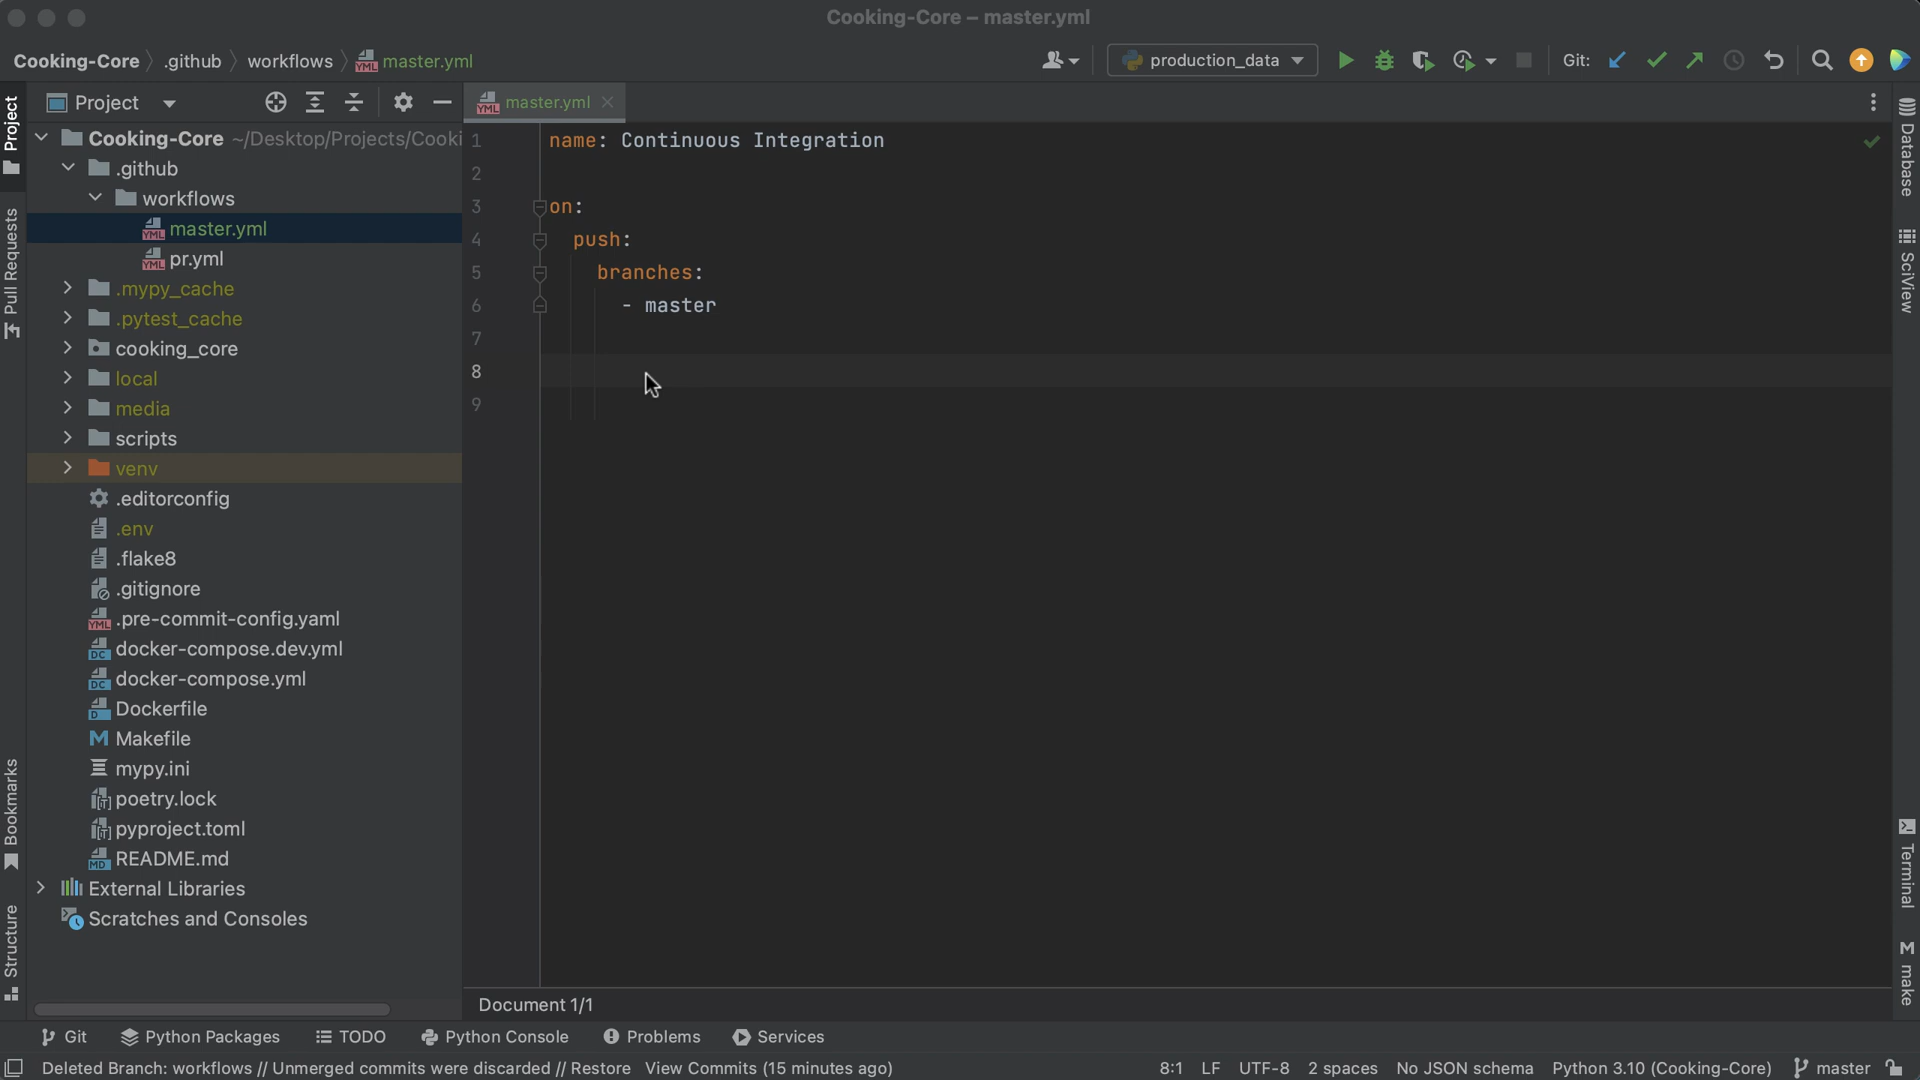 Cooking-Core – master.yml
Cooking-Core .github workflows master.yml
production_data
Git:
Project
master.yml
Project
Pull Requests
Bookmarks
Structure
Cooking-Core ~/Desktop/Projects/Cooki
.github
workflows
master.yml
pr.yml
.mypy_cache
.pytest_cache
cooking_core
local
media
scripts
venv
.editorconfig
.env
.flake8
.gitignore
.pre-commit-config.yaml
docker-compose.dev.yml
docker-compose.yml
Dockerfile
Makefile
mypy.ini
poetry.lock
pyproject.toml
README.md
External Libraries
Scratches and Consoles
1 name: Continuous Integration
2
3 on:
4 push:
5 branches:
6 - master
7
8
9
Document 1/1
Database
SciView
Terminal
make
Git Python Packages TODO Python Console Problems Services
Deleted Branch: workflows // Unmerged commits were discarded // Restore View Commits (15 minutes ago) 8:1 LF UTF-8 2 spaces No JSON schema Python 3.10 (Cooking-Core) master